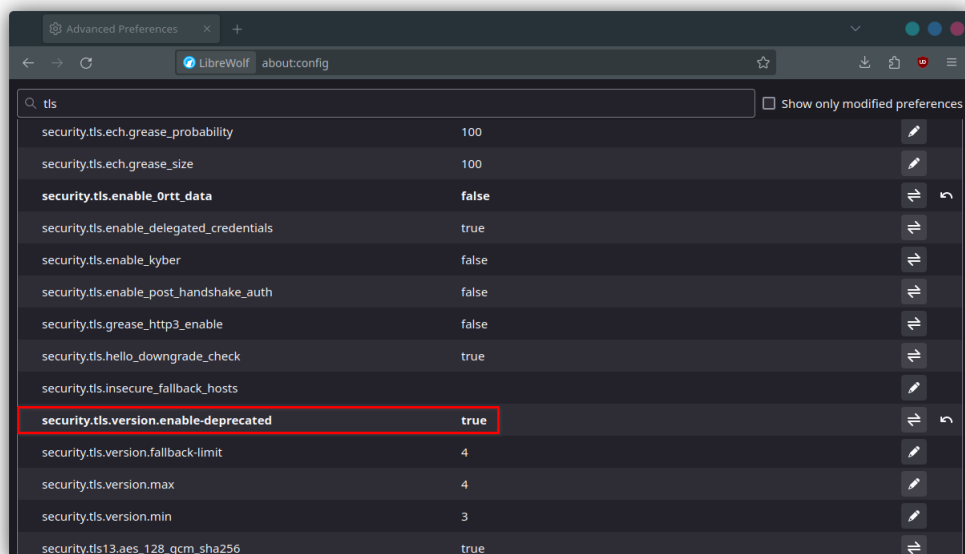 Advanced Preferences
LibreWolf about:config
tls Show only modified preferences
security.tls.ech.grease_probability 100
security.tls.ech.grease_size 100
security.tls.enable_0rtt_data false
security.tls.enable_delegated_credentials true
security.tls.enable_kyber false
security.tls.enable_post_handshake_auth false
security.tls.grease_http3_enable false
security.tls.hello_downgrade_check true
security.tls.insecure_fallback_hosts
security.tls.version.enable-deprecated true
security.tls.version.fallback-limit 4
security.tls.version.max 4
security.tls.version.min 3
security.tls13.aes_128_gcm_sha256 true